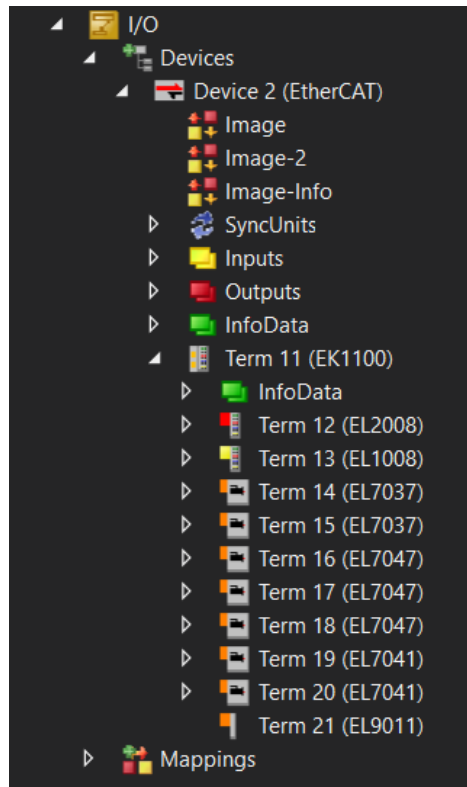 I/O
Devices
Device 2 (EtherCAT)
Image
Image-2
Image-Info
SyncUnits
Inputs
Outputs
InfoData
Term 11 (EK1100)
InfoData
Term 12 (EL2008)
Term 13 (EL1008)
Term 14 (EL7037)
Term 15 (EL7037)
Term 16 (EL7047)
Term 17 (EL7047)
Term 18 (EL7047)
Term 19 (EL7041)
Term 20 (EL7041)
Term 21 (EL9011)
Mappings